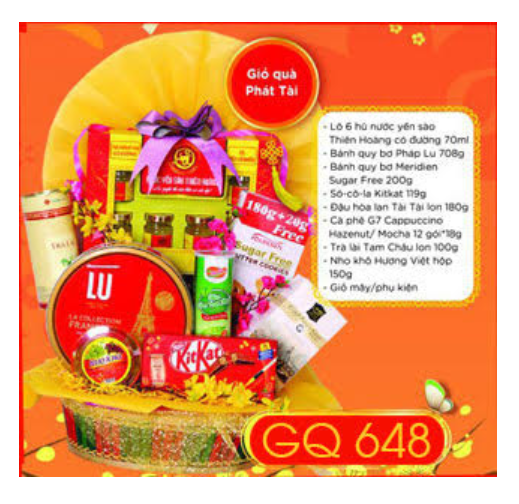 Giỏ quà
Phát Tài
- Lô 6 hũ nước yến sào
Thiên Hoàng có đường 70ml
- Bánh quy bơ Pháp Lu 708g
- Bánh quy bơ Meridien
Sugar Free 200g
- Sô-cô-la Kitkat 119g
- Đậu hòa lan Tài Tài lon 180g
- Cà phê G7 Cappuccino
Hazenut/ Mocha 12 gói*18g
- Trà lài Tam Châu lon 100g
- Nho khô Hương Việt hộp
150g
- Giỏ mây/phụ kiện
180g+20g
Free
Sugar Free
BUTTER COOKIES
LU
LA COLLECTION
KitKat
GQ 648